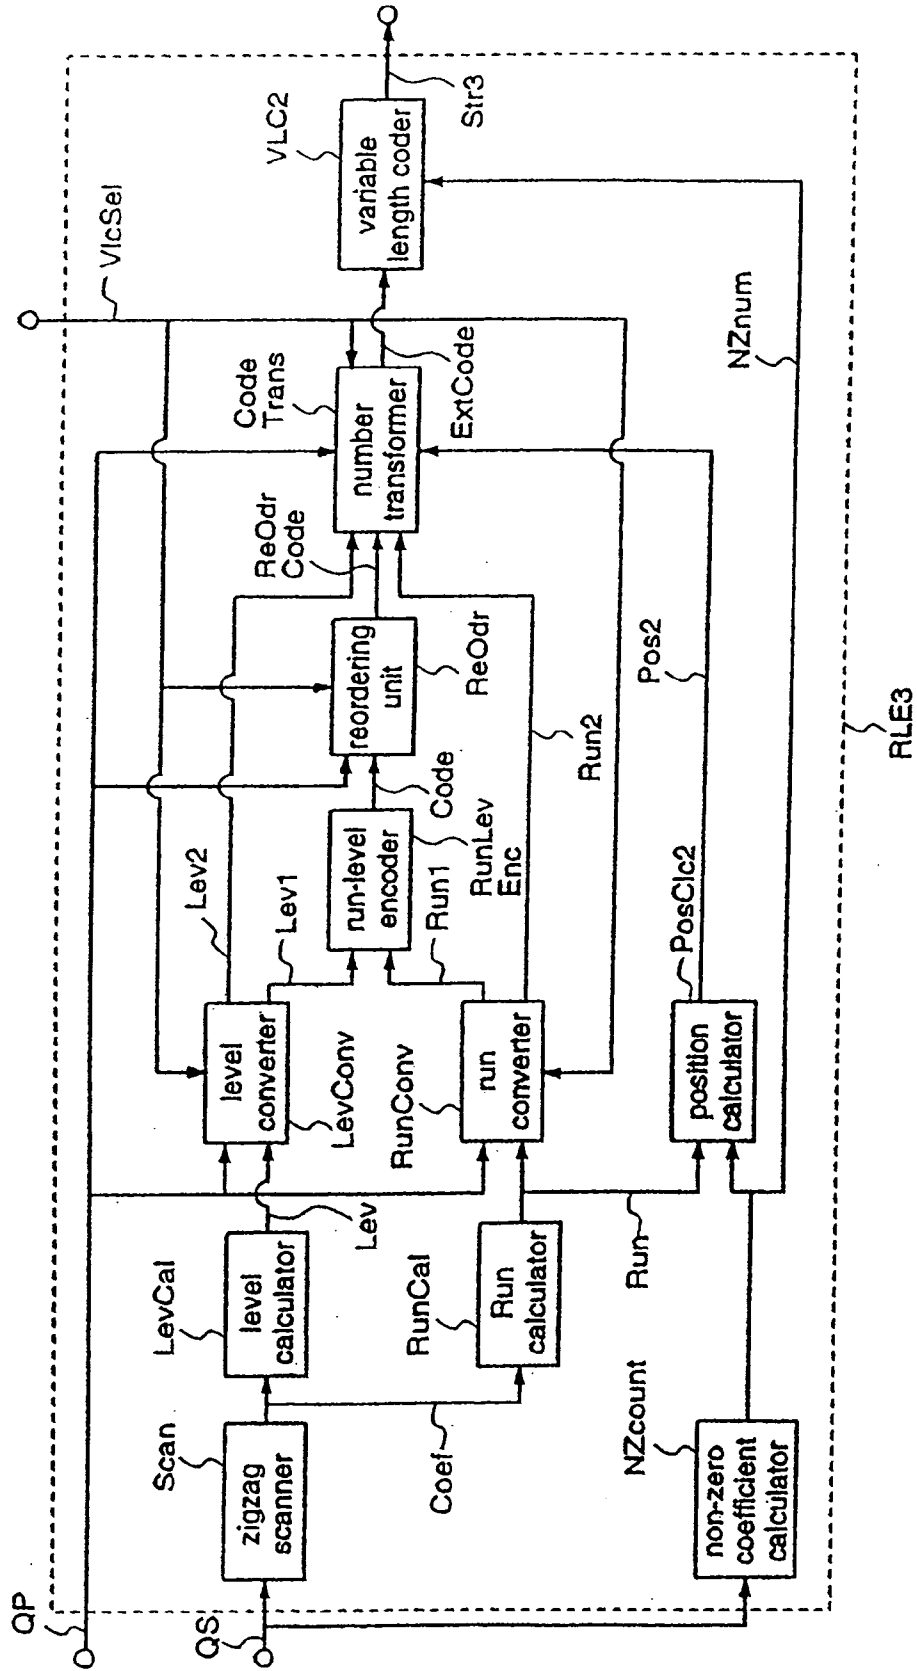 QP
QS
Scan
zigzag
scanner
Coef
LevCal
level
calculator
Lev
RunCal
Run
calculator
Run
NZcount
non-zero
coefficient
calculator
level
converter
LevConv
RunConv
run
converter
position
calculator
PosClc2
Lev2
Lev1
Run1
run-level
encoder
RunLev
Enc
Code
reordering
unit
ReOdr
ReOdr
Code
Run2
Pos2
Code
Trans
number
transformer
ExtCode
VlcSel
VLC2
variable
length coder
Str3
NZnum
RLE3